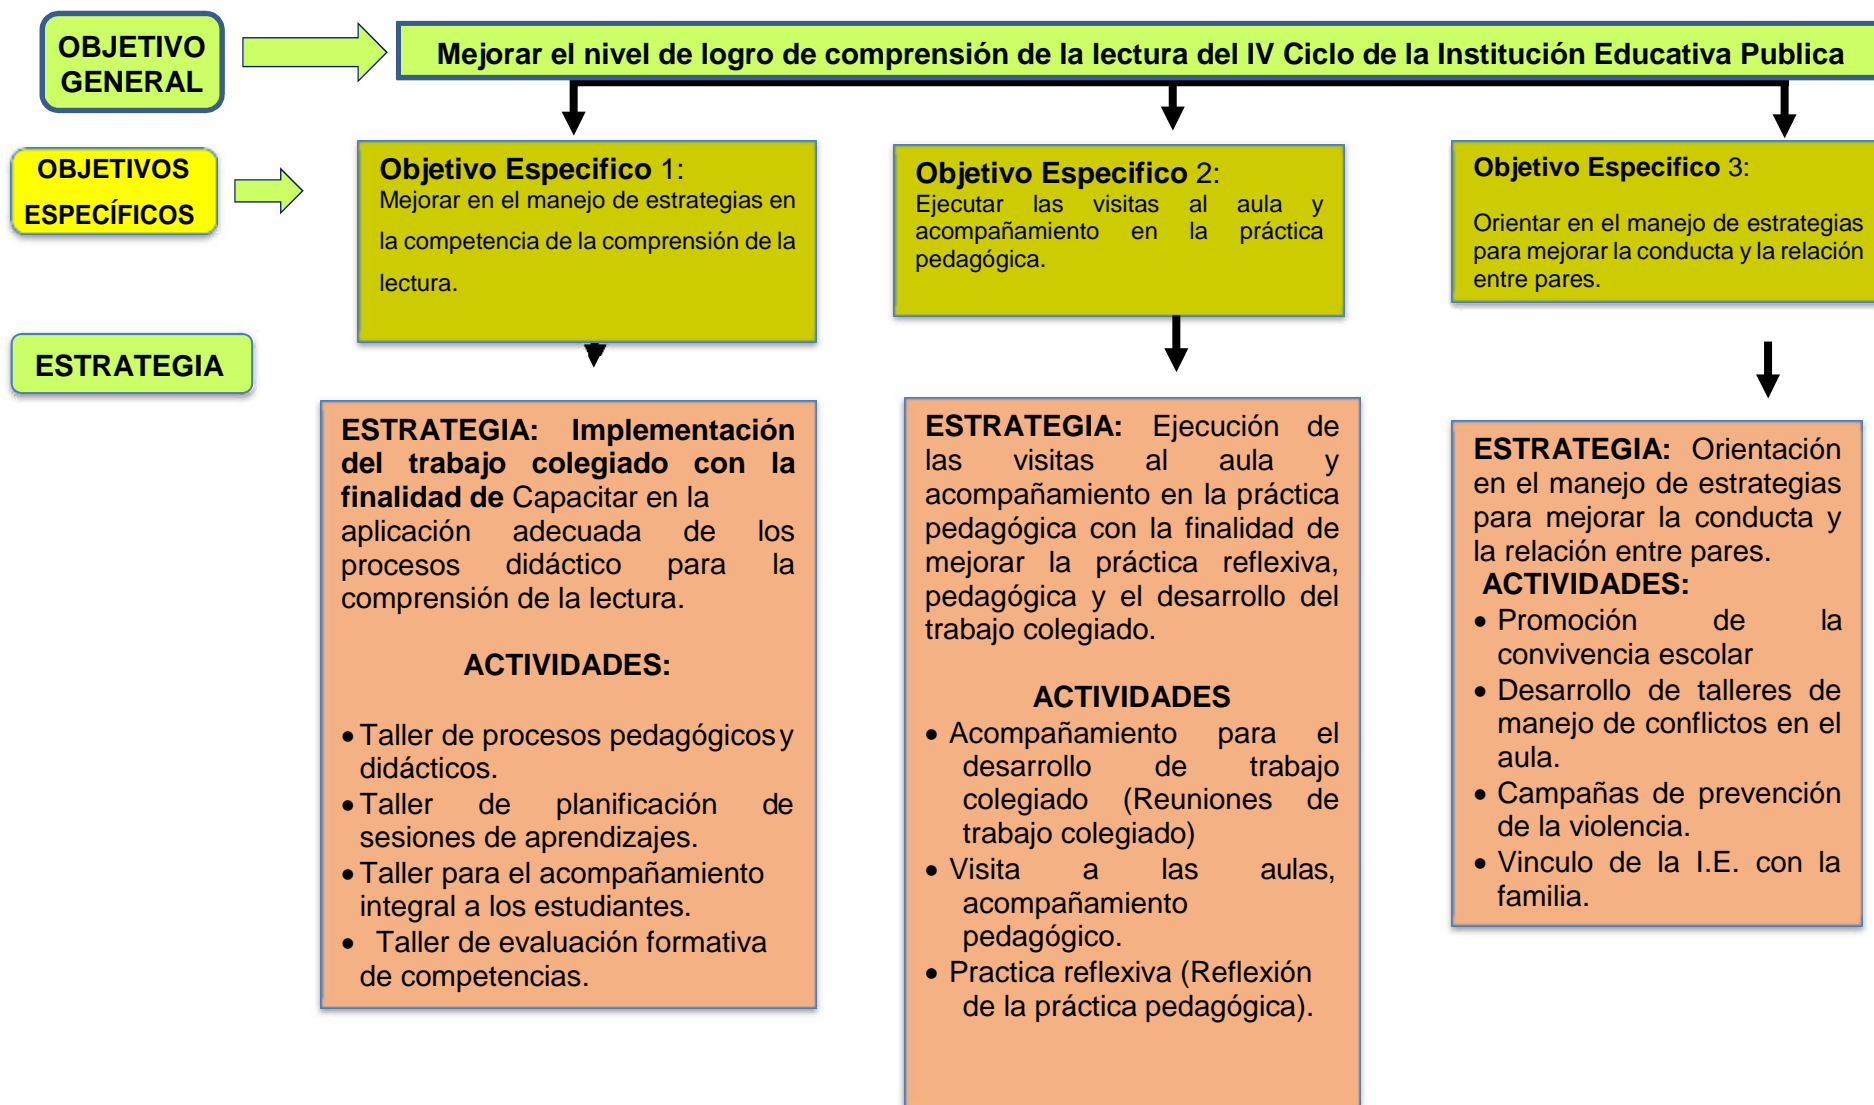 OBJETIVO
GENERAL
Mejorar el nivel de logro de comprensión de la lectura del IV Ciclo de la Institución Educativa Publica
OBJETIVOS
ESPECÍFICOS
Objetivo Especifico 1:
Mejorar en el manejo de estrategias en
la competencia de la comprensión de la
lectura.
Objetivo Especifico 2:
Ejecutar las visitas al aula y
acompañamiento en la práctica
pedagógica.
Objetivo Especifico 3:
Orientar en el manejo de estrategias
para mejorar la conducta y la relación
entre pares.
ESTRATEGIA
ESTRATEGIA: Implementación
del trabajo colegiado con la
finalidad de Capacitar en la
aplicación adecuada de los
procesos didáctico para la
comprensión de la lectura.
ACTIVIDADES:
• Taller de procesos pedagógicos y
didácticos.
• Taller de planificación de
sesiones de aprendizajes.
• Taller para el acompañamiento
integral a los estudiantes.
• Taller de evaluación formativa
de competencias.
ESTRATEGIA: Ejecución de
las visitas al aula y
acompañamiento en la práctica
pedagógica con la finalidad de
mejorar la práctica reflexiva,
pedagógica y el desarrollo del
trabajo colegiado.
ACTIVIDADES
• Acompañamiento para el
desarrollo de trabajo
colegiado (Reuniones de
trabajo colegiado)
• Visita a las aulas,
acompañamiento
pedagógico.
• Practica reflexiva (Reflexión
de la práctica pedagógica).
ESTRATEGIA: Orientación
en el manejo de estrategias
para mejorar la conducta y
la relación entre pares.
ACTIVIDADES:
• Promoción de la
convivencia escolar
• Desarrollo de talleres de
manejo de conflictos en el
aula.
• Campañas de prevención
de la violencia.
• Vinculo de la I.E. con la
familia.